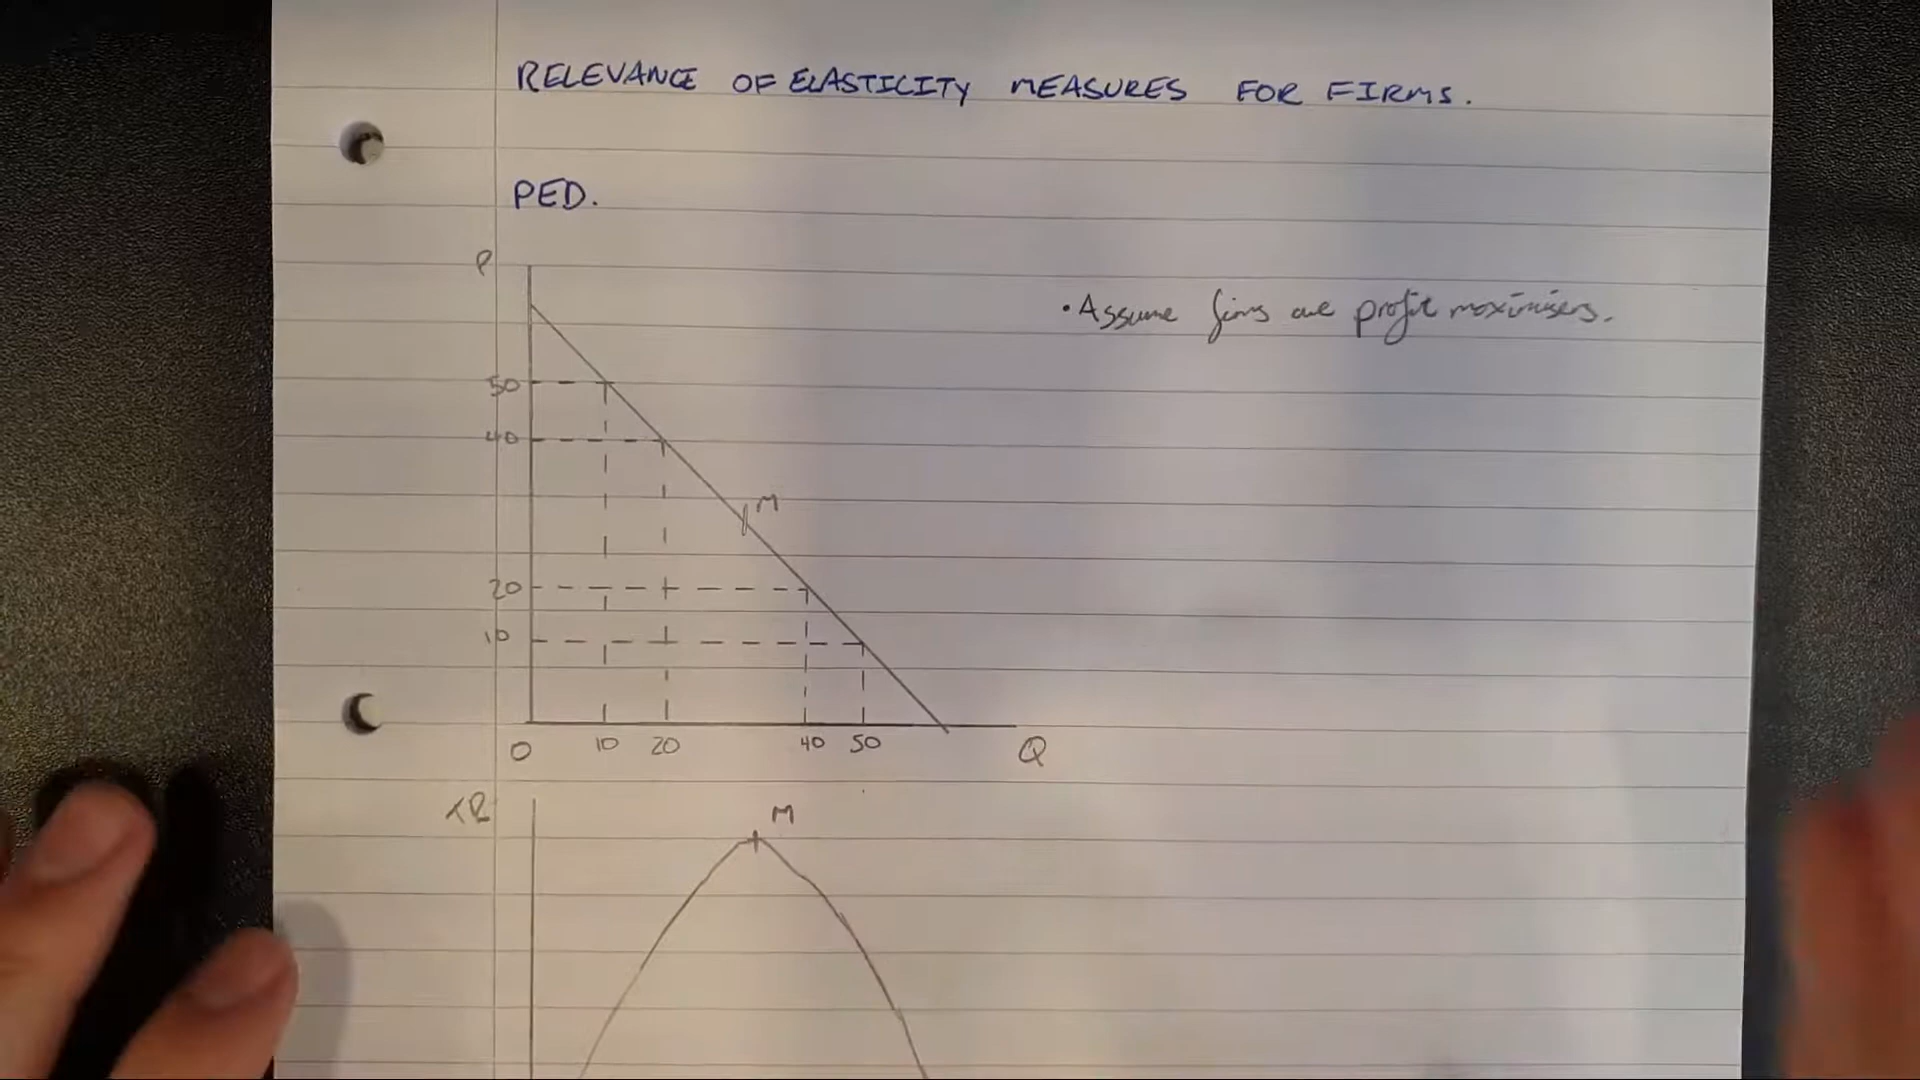 RELEVANCE OF ELASTICITY MEASURES FOR FIRMS.
PED.
P
• Assume firms are profit maximisers.
50
40
M
20
10
0 10 20 40 50 Q
TR
M